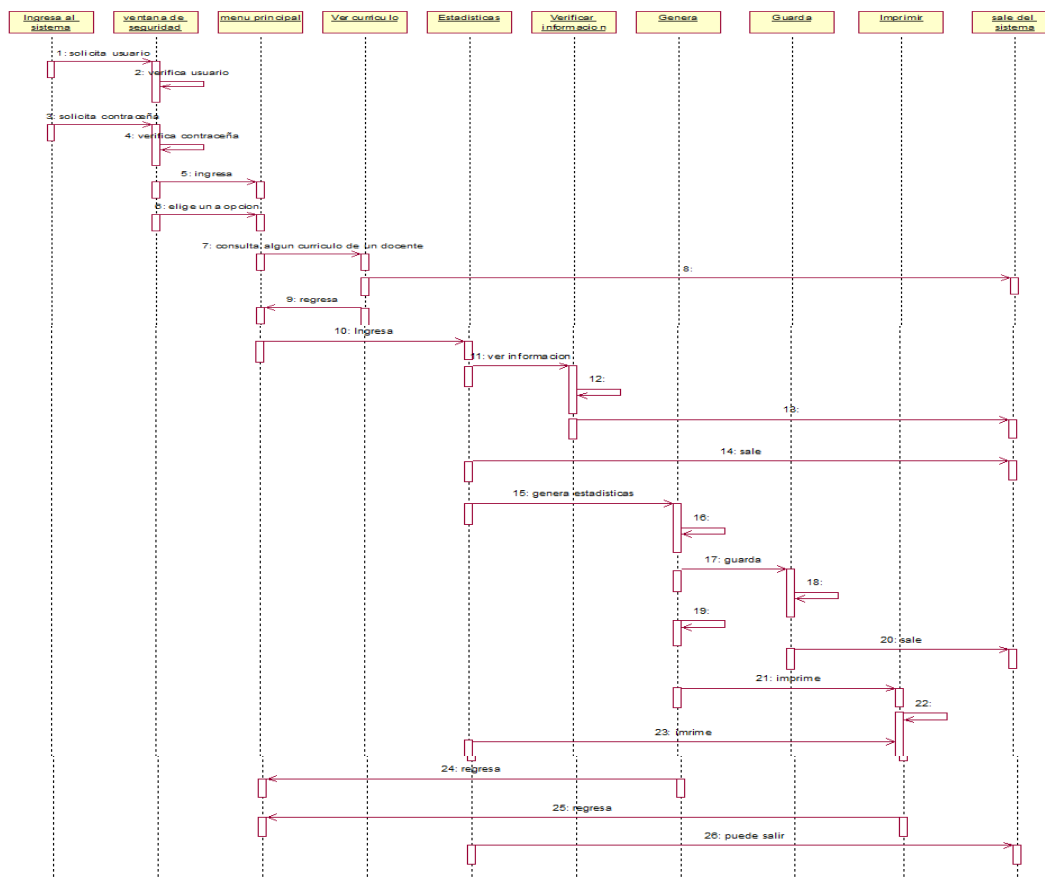 Ingresa al
sistema
ventana de
seguridad
menu principal
Ver curriculo
Estadisticas
Verificar
informacion
Genera
Guarda
Imprimir
sale del
sistema
1: solicita usuario
2: verifica usuario
3: solicita contraceña
4: verifica contraceña
5: ingresa
6: elige una opcion
7: consulta algun curriculo de un docente
8:
9: regresa
10: Ingresa
11: ver informacion
12:
13:
14: sale
15: genera estadisticas
16:
17: guarda
18:
19:
20: sale
21: imprime
22:
23: imrime
24: regresa
25: regresa
26: puede salir